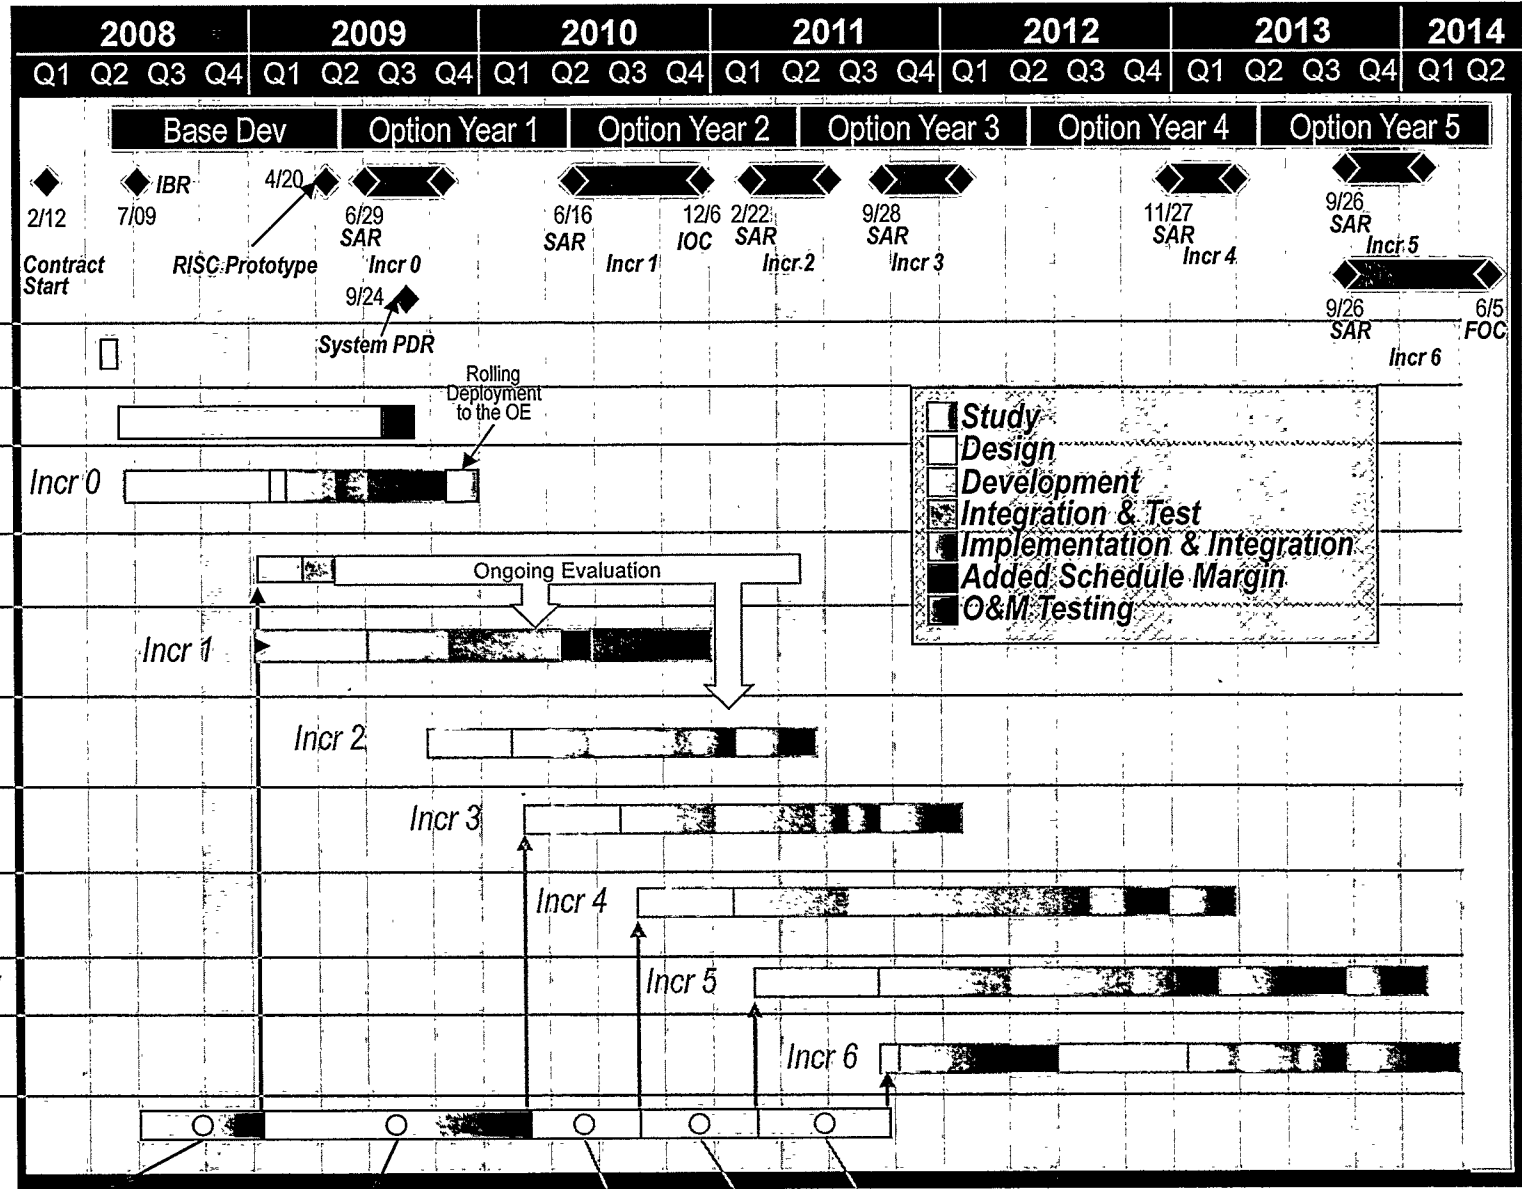 2008 2009 2010 2011 2012 2013 2014
Q1 Q2 Q3 Q4 Q1 Q2 Q3 Q4 Q1 Q2 Q3 Q4 Q1 Q2 Q3 Q4 Q1 Q2 Q3 Q4 Q1 Q2 Q3 Q4 Q1 Q2
Base Dev Option Year 1 Option Year 2 Option Year 3 Option Year 4 Option Year 5
IBR 4/20
2/12 7/09 6/29 6/16 12/6 2/22 9/28 11/27 9/26
SAR SAR IOC SAR SAR SAR SAR
Contract RISC Prototype Incr 0 Incr 1 Incr 2 Incr 3 Incr 4 Incr 5
Start
9/24 9/26 6/5
System PDR SAR FOC
Incr 6
Rolling
Deployment
to the OE
Study
Design
Development
Integration & Test
Implementation & Integration
Added Schedule Margin
O&M Testing
Incr 0
Ongoing Evaluation
Incr 1
Incr 2
Incr 3
Incr 4
Incr 5
Incr 6